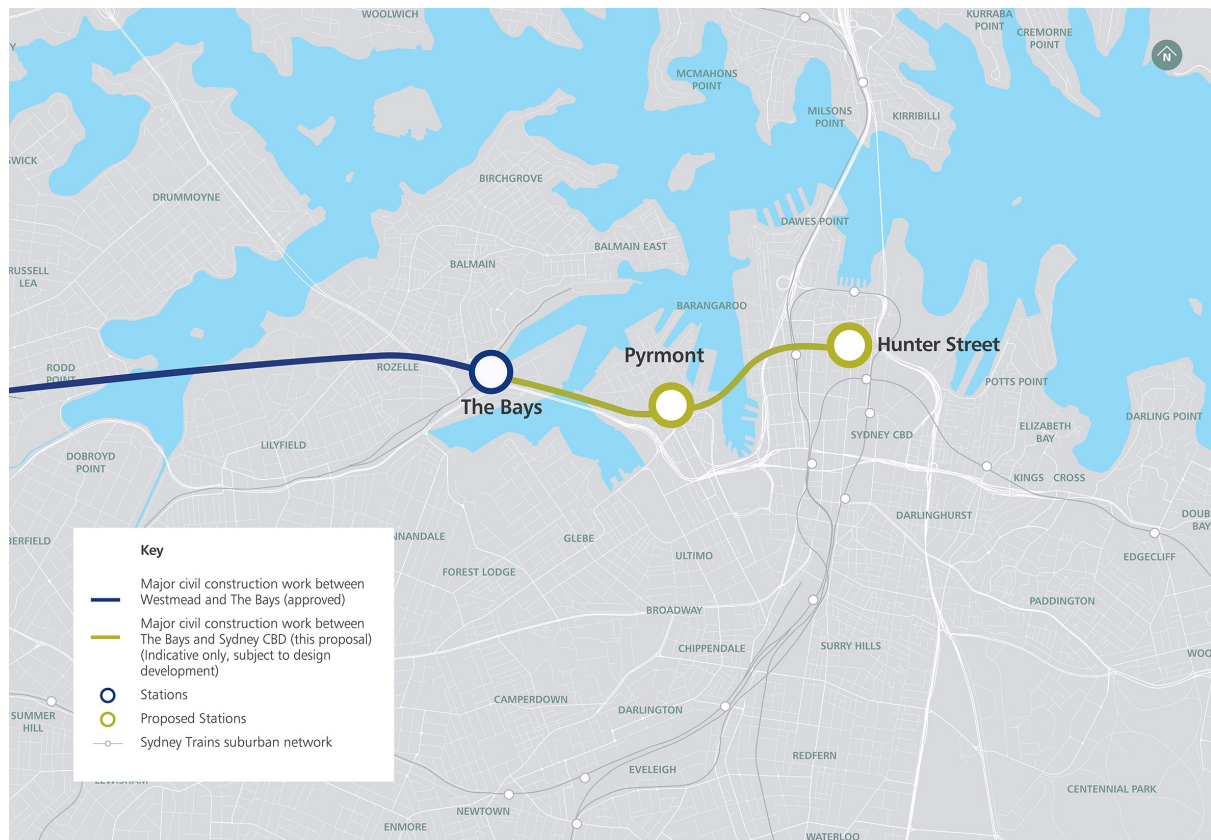 WOOLWICH
KURRABA
POINT
CREMORNE
POINT
N
MCMAHONS
POINT
MILSONS
POINT
KIRRIBILLI
SWICK
BIRCHGROVE
DRUMMOYNE
DAWES POINT
BALMAIN EAST
BALMAIN
RUSSELL
LEA
BARANGAROO
Pyrmont
Hunter Street
RODD
POINT
ROZELLE
POTTS POINT
The Bays
DARLING POINT
ELIZABETH
BAY
SYDNEY CBD
LILYFIELD
DOBROYD
POINT
KINGS CROSS
DARLINGHURST
DOUB
BAY
BERFIELD
NNANDALE
GLEBE
ULTIMO
EDGECLIFF
FOREST LODGE
PADDINGTON
BROADWAY
CHIPPENDALE
SURRY HILLS
WOO
CAMPERDOWN
DARLINGTON
SUMMER
HILL
REDFERN
EVELEIGH
CENTENNIAL PARK
LEWISHAM
NEWTOWN
ENMORE
WATERLOO
Key
Major civil construction work between
Westmead and The Bays (approved)
Major civil construction work between
The Bays and Sydney CBD (this proposal)
(Indicative only, subject to design
development)
Stations
Proposed Stations
Sydney Trains suburban network